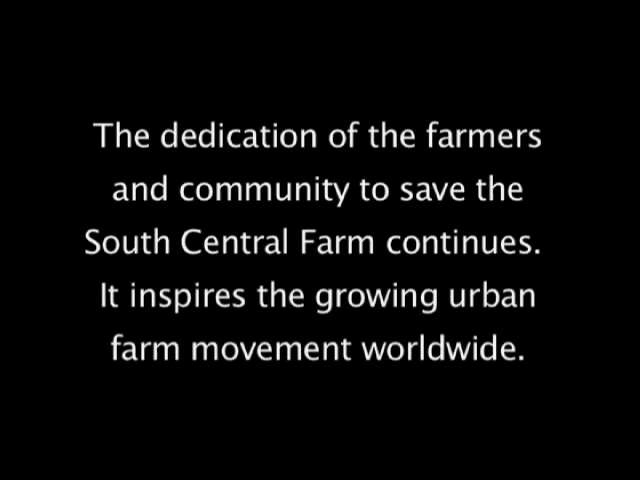 The dedication of the farmers
and community to save the
South Central Farm continues.
It inspires the growing urban
farm movement worldwide.